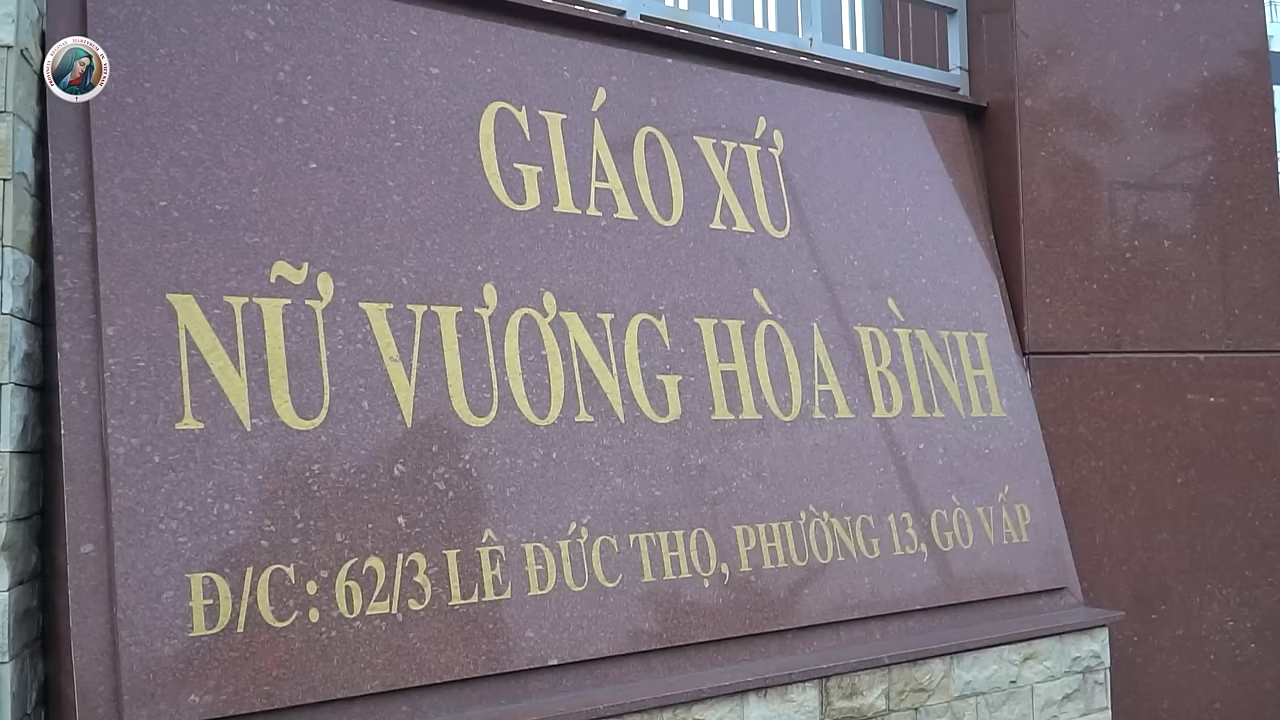 GIÁO XỨ
NỮ VƯƠNG HÒA BÌNH
Đ/C: 62/3 LÊ ĐỨC THỌ, PHƯỜNG 13, GÒ VẤP